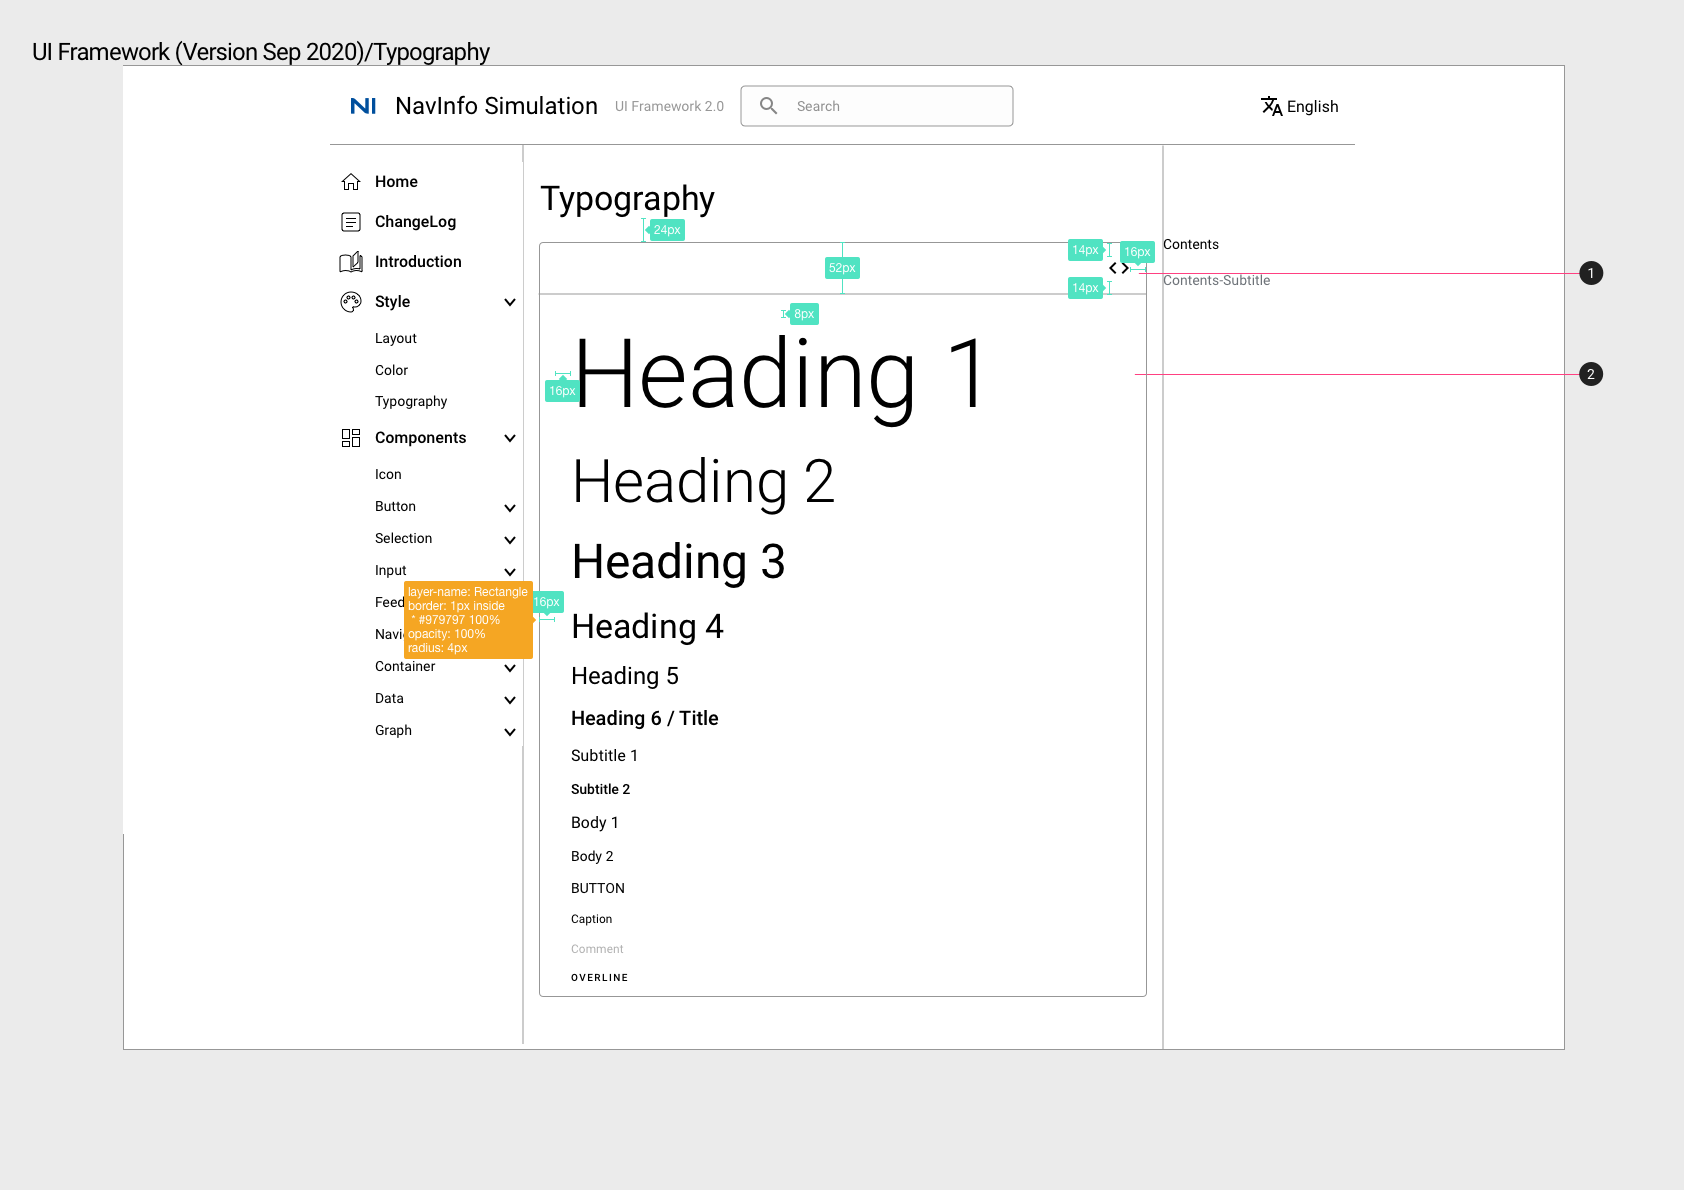 UI Framework (Version Sep 2020)/Typography
NI NavInfo Simulation UI Framework 2.0 Search English
Home
ChangeLog
Introduction
Style
Layout
Color
Typography
Components
Icon
Button
Selection
Input
Feed
Navi
Container
Data
Graph
layer-name: Rectangle
border: 1px inside
* #979797 100%
opacity: 100%
radius: 4px
16px
Typography
24px
52px
14px
16px
14px
8px
16px
Heading 1
Heading 2
Heading 3
Heading 4
Heading 5
Heading 6 / Title
Subtitle 1
Subtitle 2
Body 1
Body 2
BUTTON
Caption
Comment
OVERLINE
Contents
Contents-Subtitle
1
2